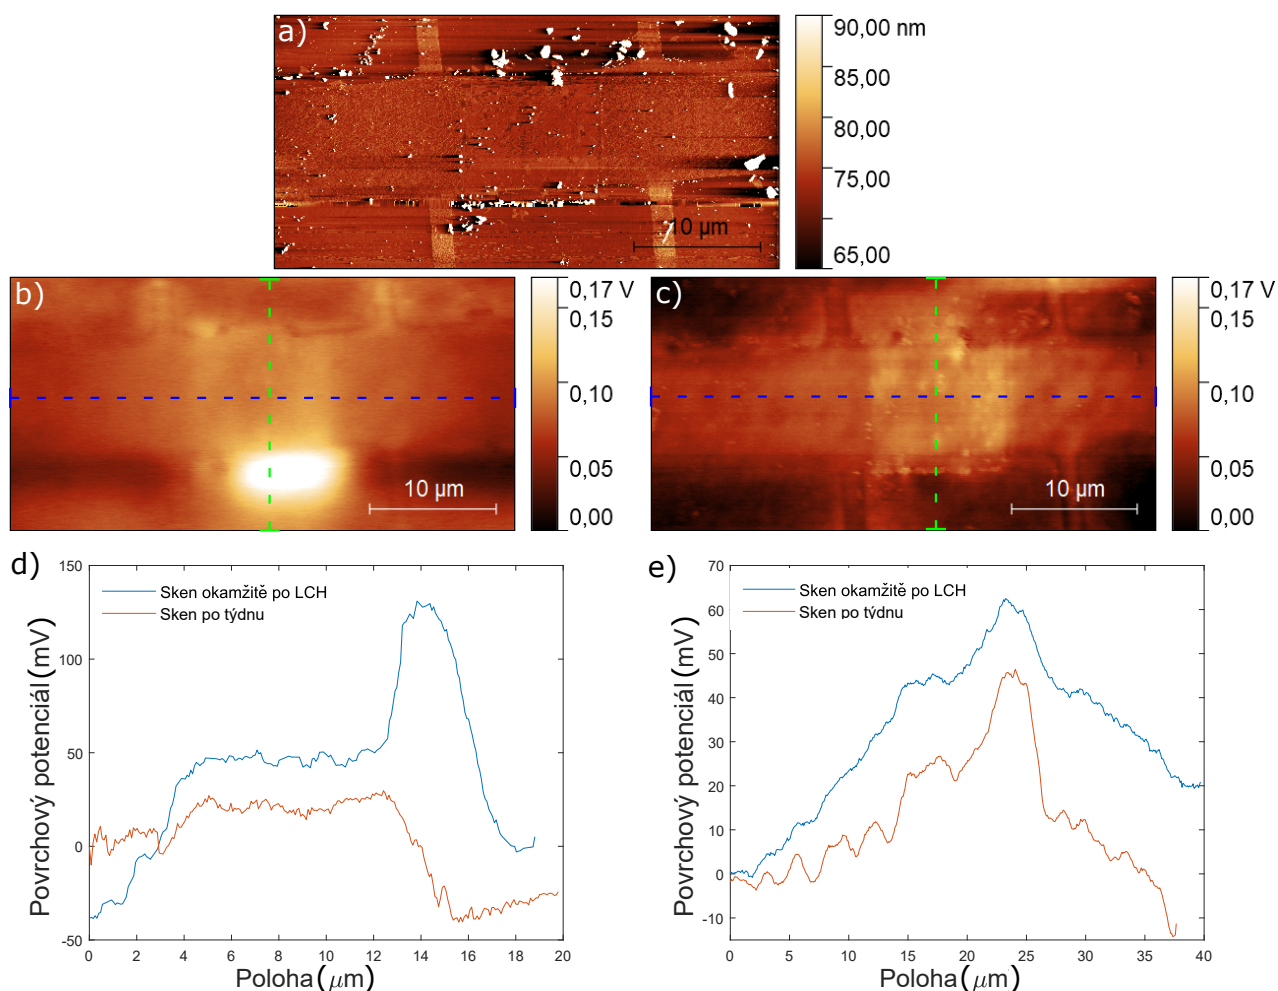 a)
90,00 nm
85,00
80,00
75,00
70,00
65,00
10 µm
b)
0,17 V
0,15
0,10
0,05
0,00
10 µm
c)
0,17 V
0,15
0,10
0,05
0,00
10 µm
d)
150
100
50
0
-50
0 2 4 6 8 10 12 14 16 18 20
Povrchový potenciál (mV)
Poloha (µm)
Sken okamžitě po LCH
Sken po týdnu
e)
70
60
50
40
30
20
10
0
-10
0 5 10 15 20 25 30 35 40
Povrchový potenciál (mV)
Poloha (µm)
Sken okamžitě po LCH
Sken po týdnu